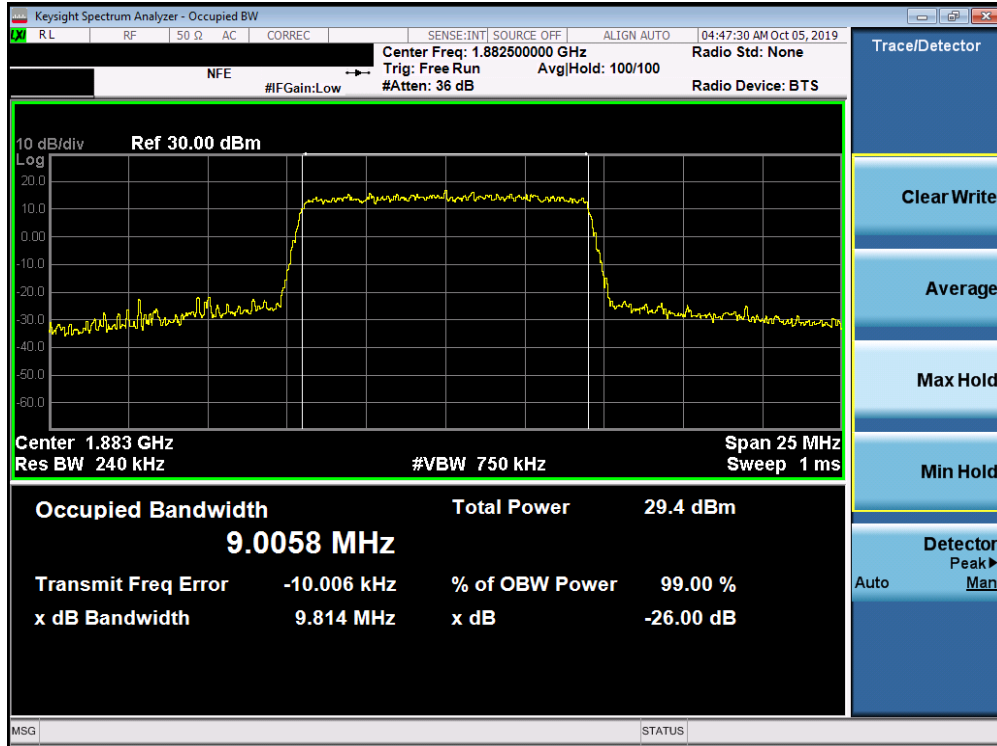 Keysight Spectrum Analyzer - Occupied BW
LXI RL RF 50 Ω AC CORREC SENSE:INT SOURCE OFF ALIGN AUTO 04:47:30 AM Oct 05, 2019
Center Freq: 1.882500000 GHz Radio Std: None
NFE Trig: Free Run Avg|Hold: 100/100
#IFGain:Low #Atten: 36 dB Radio Device: BTS
10 dB/div Ref 30.00 dBm
Log
20.0
10.0
0.00
-10.0
-20.0
-30.0
-40.0
-50.0
-60.0
Center 1.883 GHz Span 25 MHz
Res BW 240 kHz #VBW 750 kHz Sweep 1 ms
Occupied Bandwidth Total Power 29.4 dBm
9.0058 MHz
Transmit Freq Error -10.006 kHz % of OBW Power 99.00 %
x dB Bandwidth 9.814 MHz x dB -26.00 dB
Trace/Detector
Clear Write
Average
Max Hold
Min Hold
Detector
Peak
Auto Man
MSG STATUS